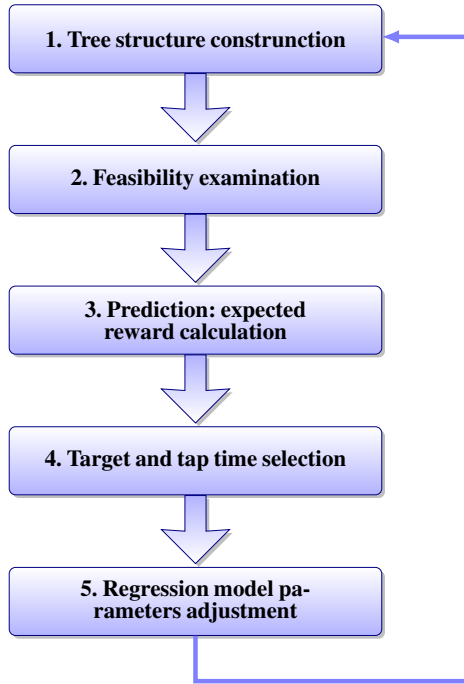 1. Tree structure construnction
2. Feasibility examination
3. Prediction: expected
reward calculation
4. Target and tap time selection
5. Regression model pa-
rameters adjustment